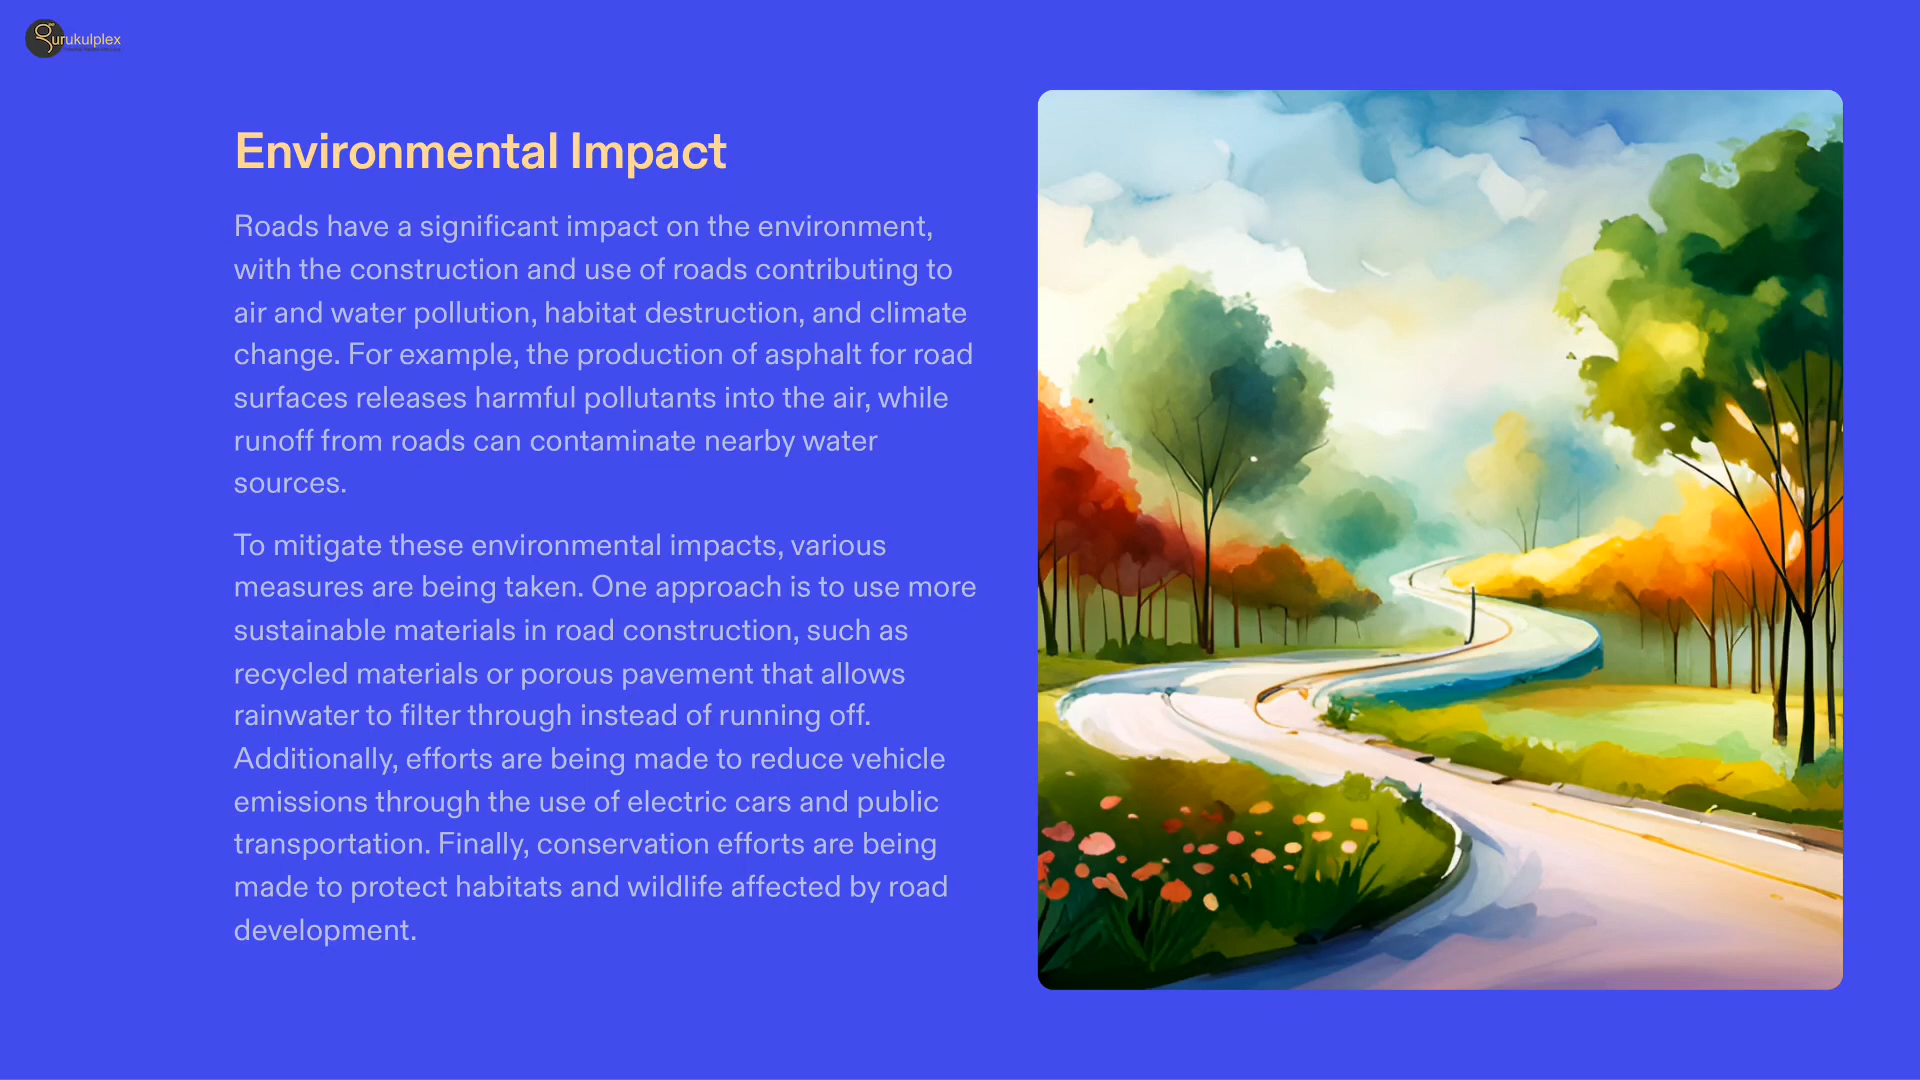 gurukulplex
Environmental Impact
Roads have a significant impact on the environment,
with the construction and use of roads contributing to
air and water pollution, habitat destruction, and climate
change. For example, the production of asphalt for road
surfaces releases harmful pollutants into the air, while
runoff from roads can contaminate nearby water
sources.
To mitigate these environmental impacts, various
measures are being taken. One approach is to use more
sustainable materials in road construction, such as
recycled materials or porous pavement that allows
rainwater to filter through instead of running off.
Additionally, efforts are being made to reduce vehicle
emissions through the use of electric cars and public
transportation. Finally, conservation efforts are being
made to protect habitats and wildlife affected by road
development.